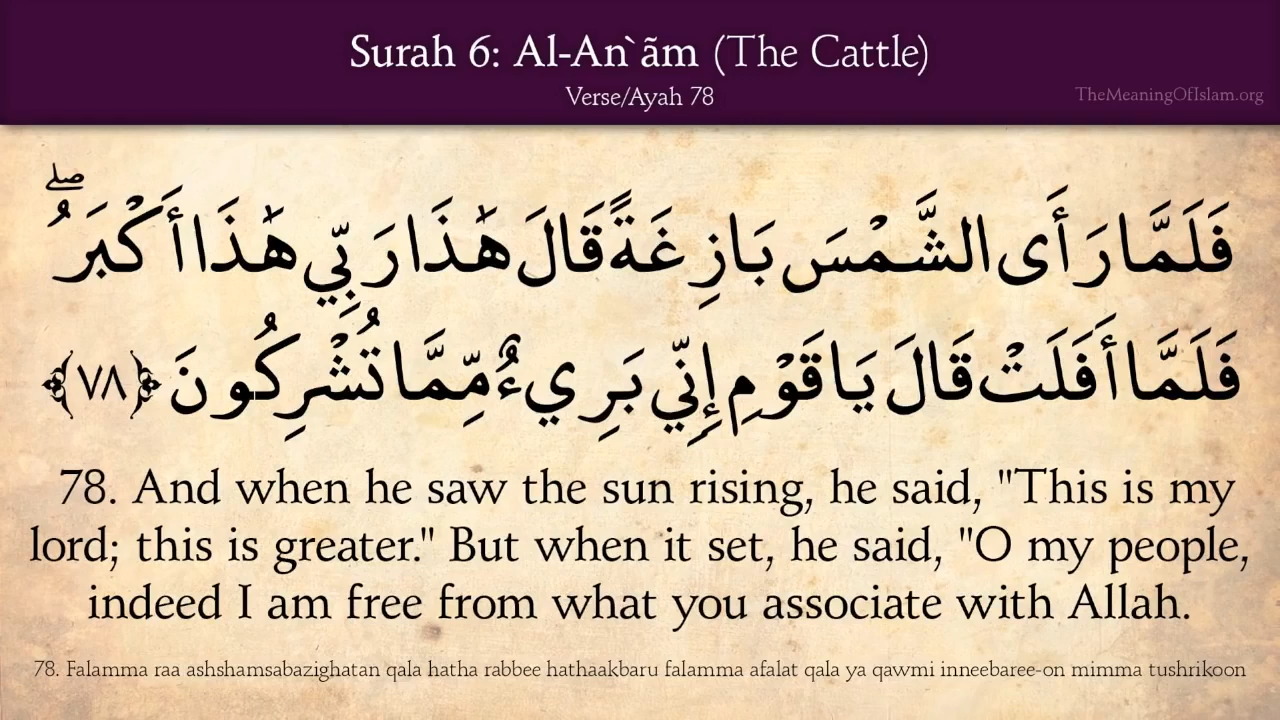 Surah 6: Al-An`ãm (The Cattle)
Verse/Ayah 78
TheMeaningOfIslam.org
فَلَمَّا رَأَى الشَّمْسَ بَازِغَةً قَالَ هَٰذَا رَبِّي هَٰذَا أَكْبَرُ ۖ
فَلَمَّا أَفَلَتْ قَالَ يَا قَوْمِ إِنِّي بَرِيءٌ مِّمَّا تُشْرِكُونَ ﴿٧٨﴾
78. And when he saw the sun rising, he said, "This is my
lord; this is greater." But when it set, he said, "O my people,
indeed I am free from what you associate with Allah.
78. Falamma raa ashshamsabazighatan qala hatha rabbee hathaakbaru falamma afalat qala ya qawmi inneebaree-on mimma tushrikoon